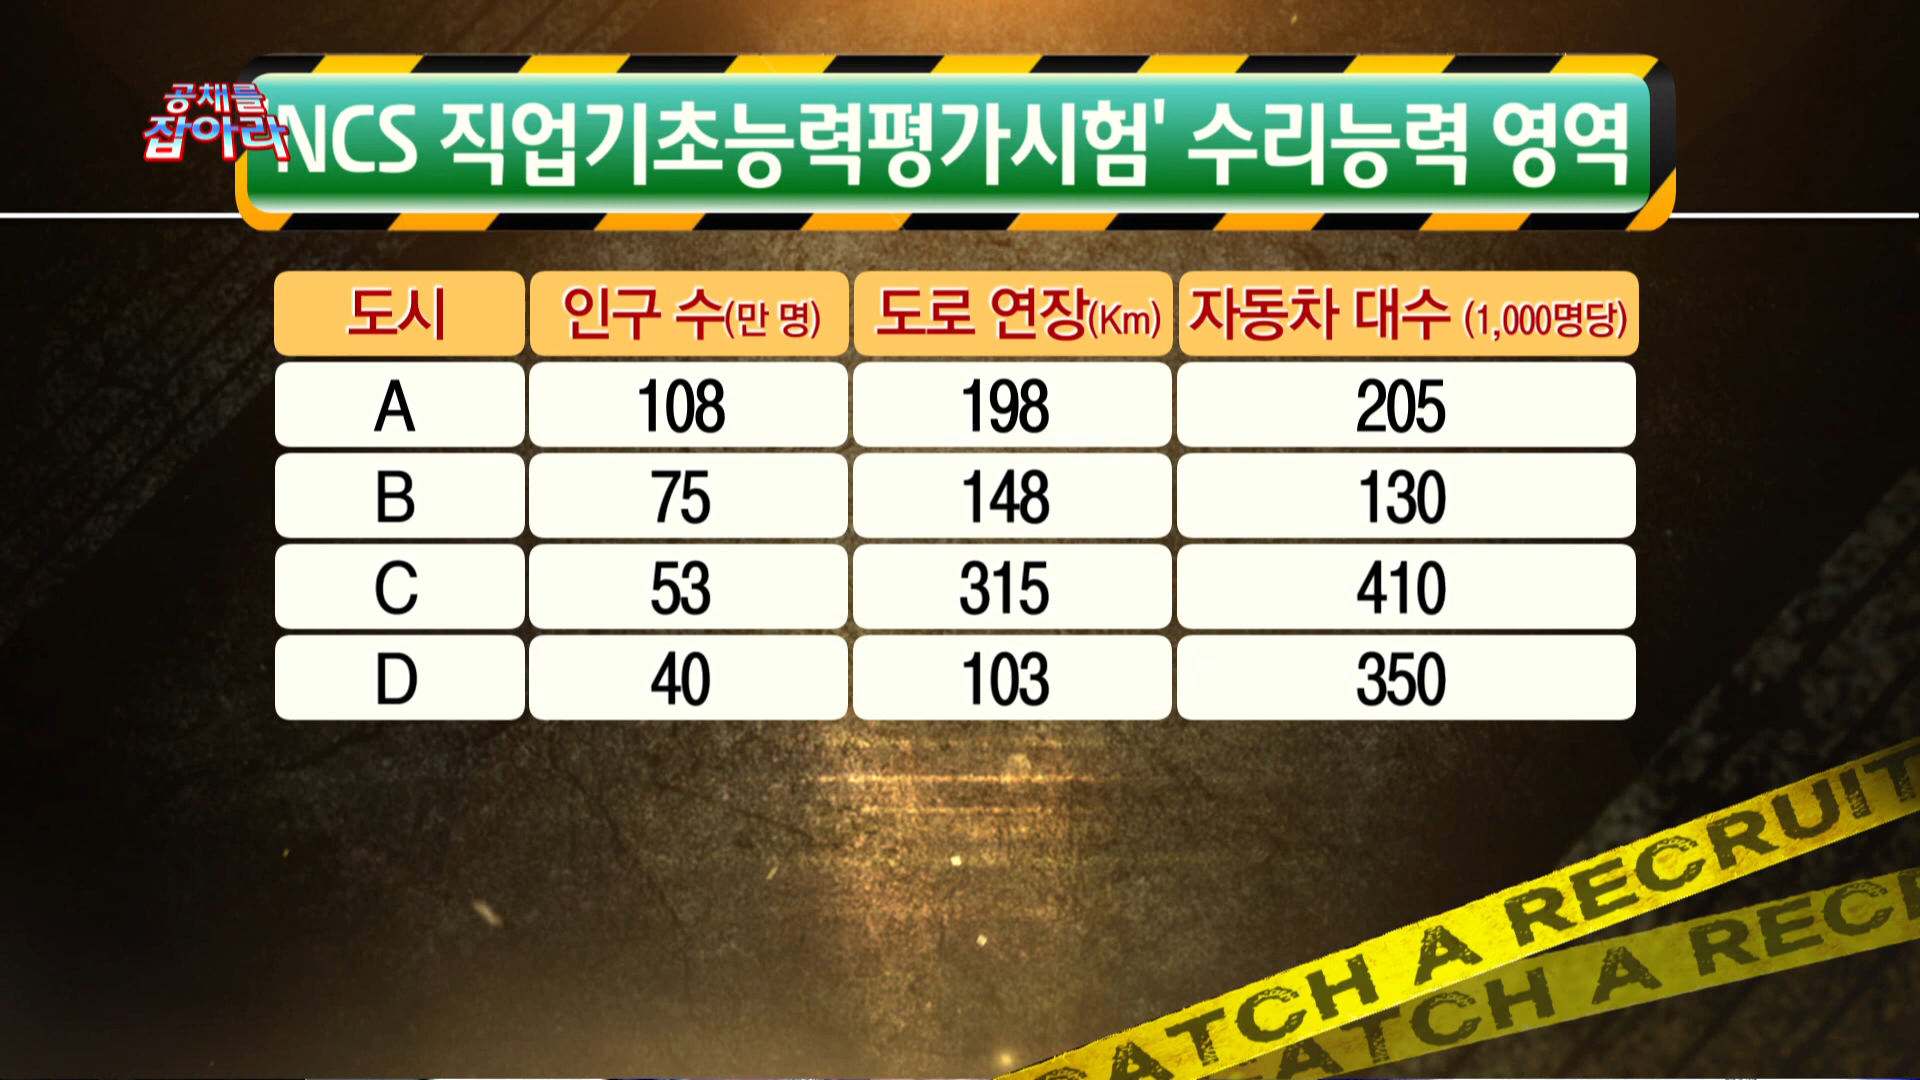 공채를
잡아라
'NCS 직업기초능력평가시험' 수리능력 영역
도시 인구 수(만 명) 도로 연장(Km) 자동차 대수 (1,000명당)
A 108 198 205
B 75 148 130
C 53 315 410
D 40 103 350
CATCH A RECRUIT
CATCH A RECR